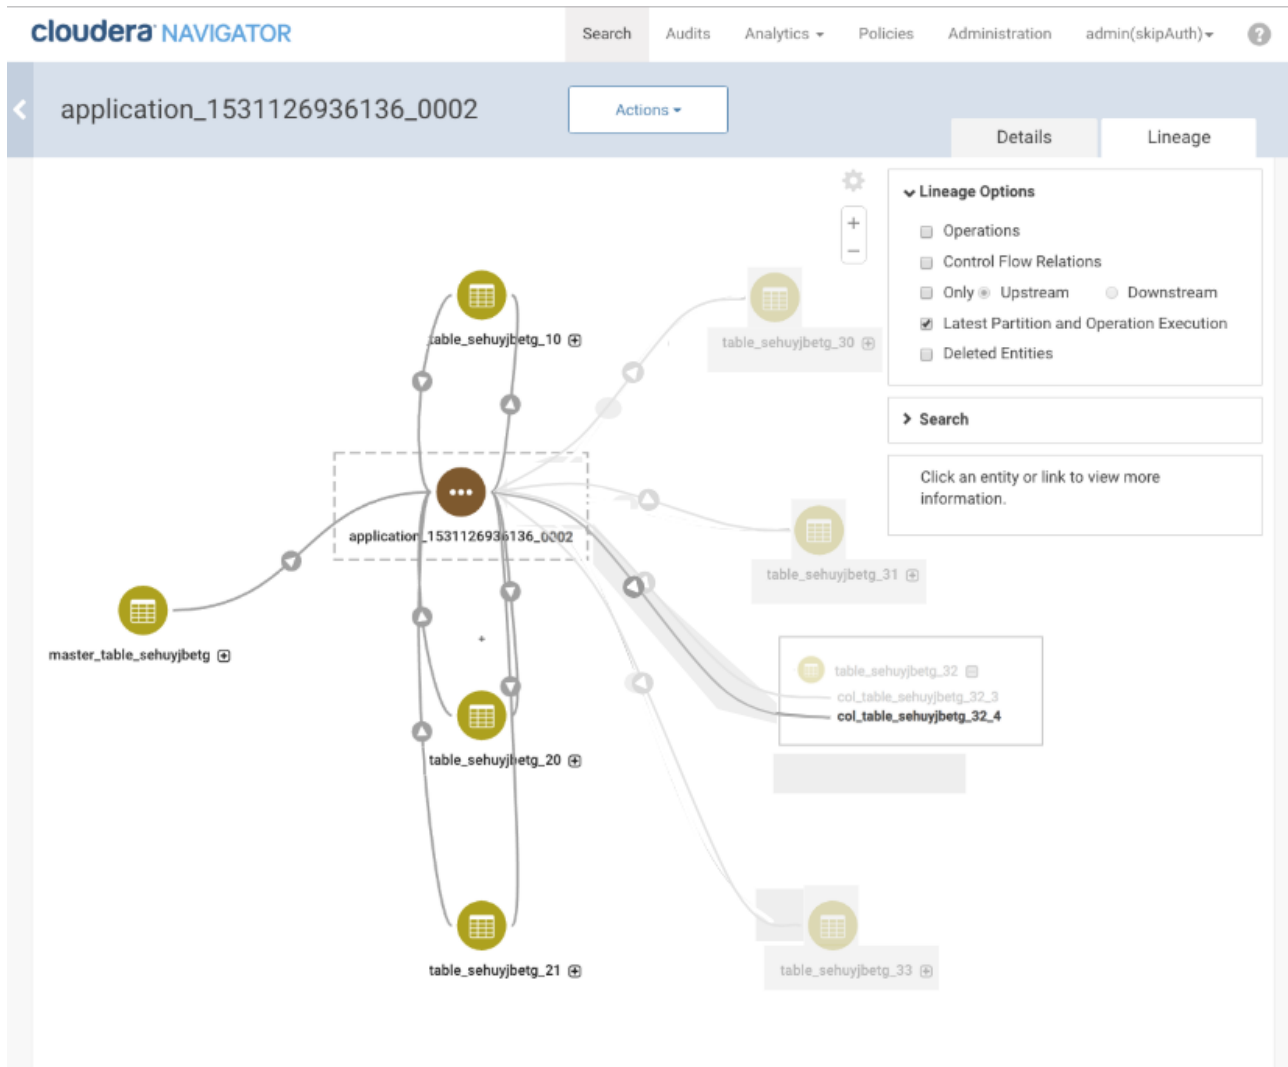 cloudera NAVIGATOR
Search Audits Analytics Policies Administration admin(skipAuth) ?
application_1531126936136_0002
Actions
Details Lineage
Lineage Options
Operations
Control Flow Relations
Only Upstream Downstream
Latest Partition and Operation Execution
Deleted Entities
Search
Click an entity or link to view more
information.
table_sehuyjbetg_10
table_sehuyjbetg_30
application_1531126936136_0002
table_sehuyjbetg_31
master_table_sehuyjbetg
table_sehuyjbetg_32
col_table_sehuyjbetg_32_3
col_table_sehuyjbetg_32_4
table_sehuyjbetg_20
table_sehuyjbetg_21
table_sehuyjbetg_33